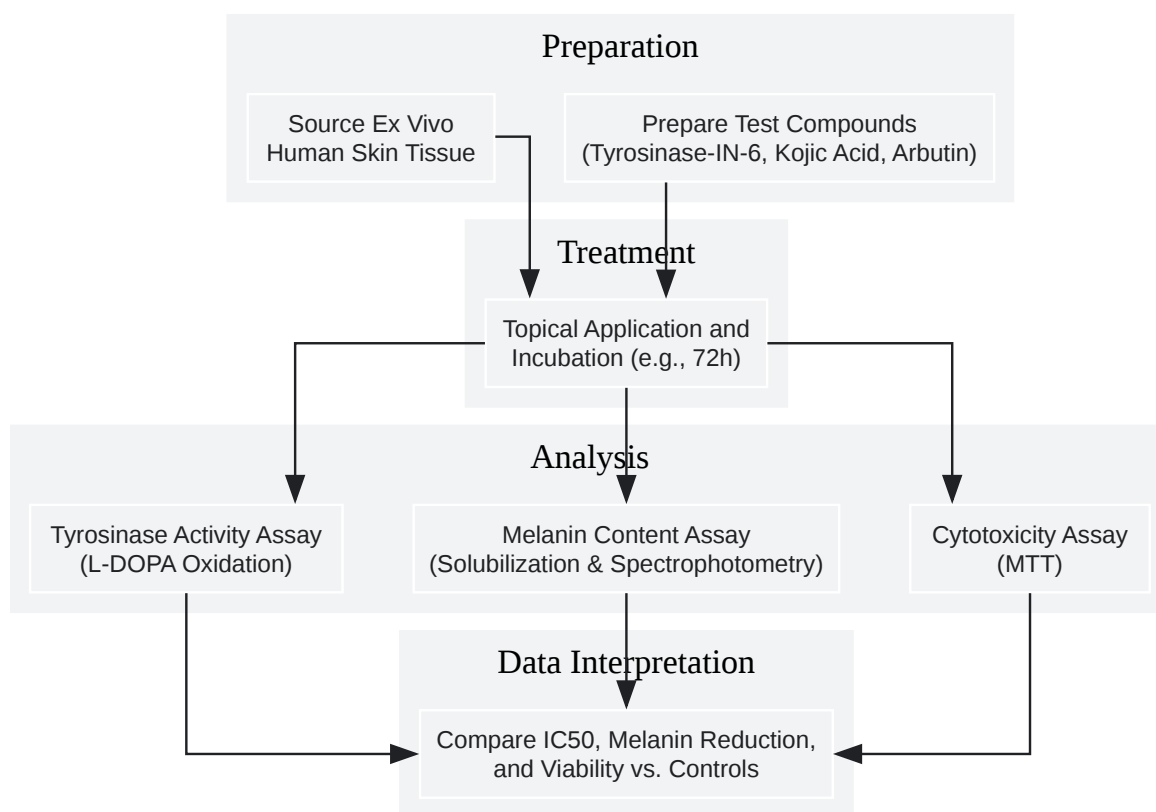 Preparation
Source Ex Vivo
Human Skin Tissue
Prepare Test Compounds
(Tyrosinase-IN-6, Kojic Acid, Arbutin)
Treatment
Topical Application and
Incubation (e.g., 72h)
Analysis
Tyrosinase Activity Assay
(L-DOPA Oxidation)
Melanin Content Assay
(Solubilization & Spectrophotometry)
Cytotoxicity Assay
(MTT)
Data Interpretation
Compare IC50, Melanin Reduction,
and Viability vs. Controls